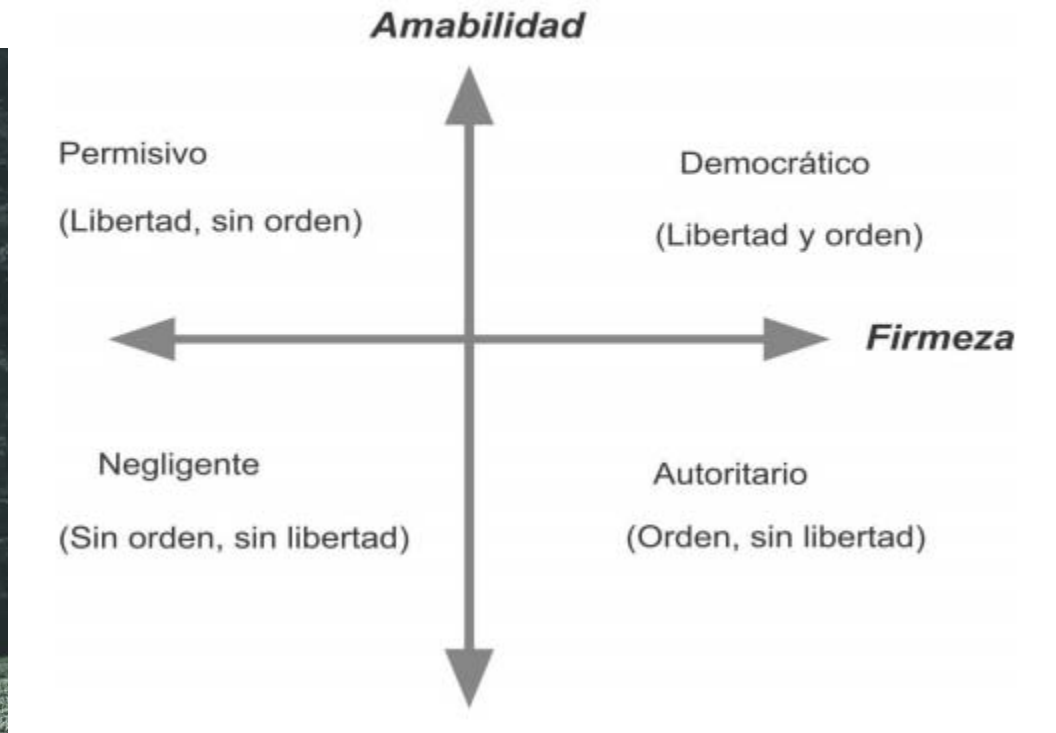 Amabilidad
Permisivo
(Libertad, sin orden)
Democrático
(Libertad y orden)
Firmeza
Negligente
(Sin orden, sin libertad)
Autoritario
(Orden, sin libertad)